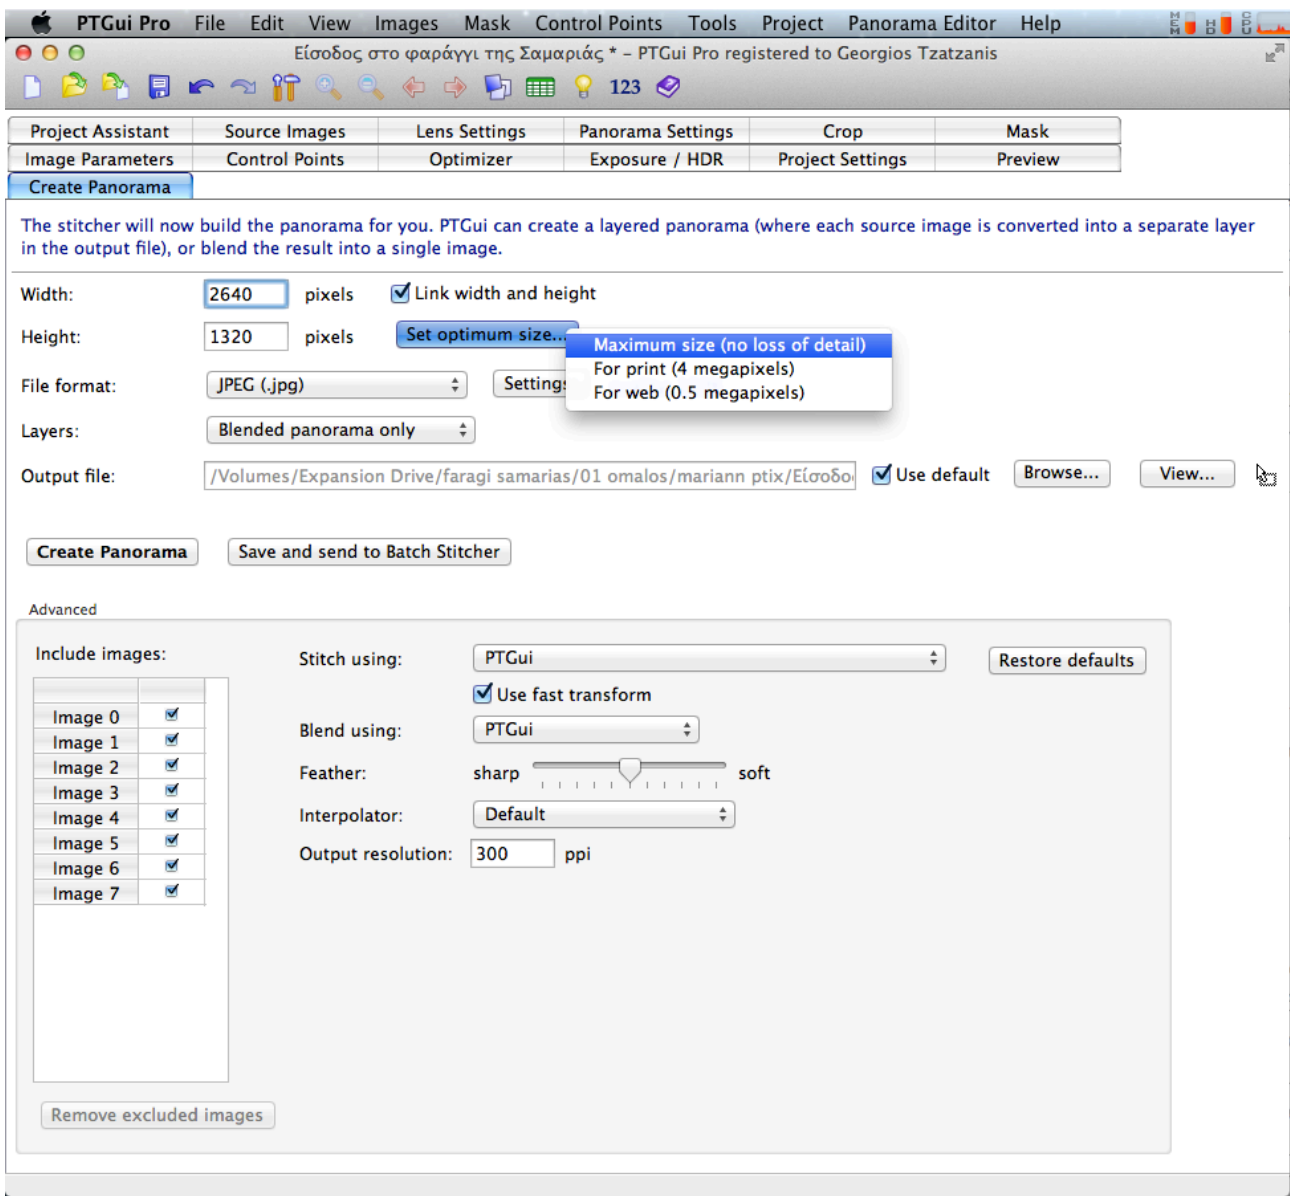 PTGui Pro File Edit View Images Mask Control Points Tools Project Panorama Editor Help MEM HD CPU
Είσοδος στο φαράγγι της Σαμαριάς * – PTGui Pro registered to Georgios Tzatzanis
123
Project Assistant Source Images Lens Settings Panorama Settings Crop Mask
Image Parameters Control Points Optimizer Exposure / HDR Project Settings Preview
Create Panorama
The stitcher will now build the panorama for you. PTGui can create a layered panorama (where each source image is converted into a separate layer
in the output file), or blend the result into a single image.
Width: 2640 pixels Link width and height
Height: 1320 pixels Set optimum size...
Maximum size (no loss of detail)
For print (4 megapixels)
For web (0.5 megapixels)
File format: JPEG (.jpg) Setting
Layers: Blended panorama only
Output file: /Volumes/Expansion Drive/faragi samarias/01 omalos/mariann ptix/Είσοδο Use default Browse... View...
Create Panorama Save and send to Batch Stitcher
Advanced
Include images:
Image 0
Image 1
Image 2
Image 3
Image 4
Image 5
Image 6
Image 7
Remove excluded images
Stitch using: PTGui Restore defaults
Use fast transform
Blend using: PTGui
Feather: sharp soft
Interpolator: Default
Output resolution: 300 ppi